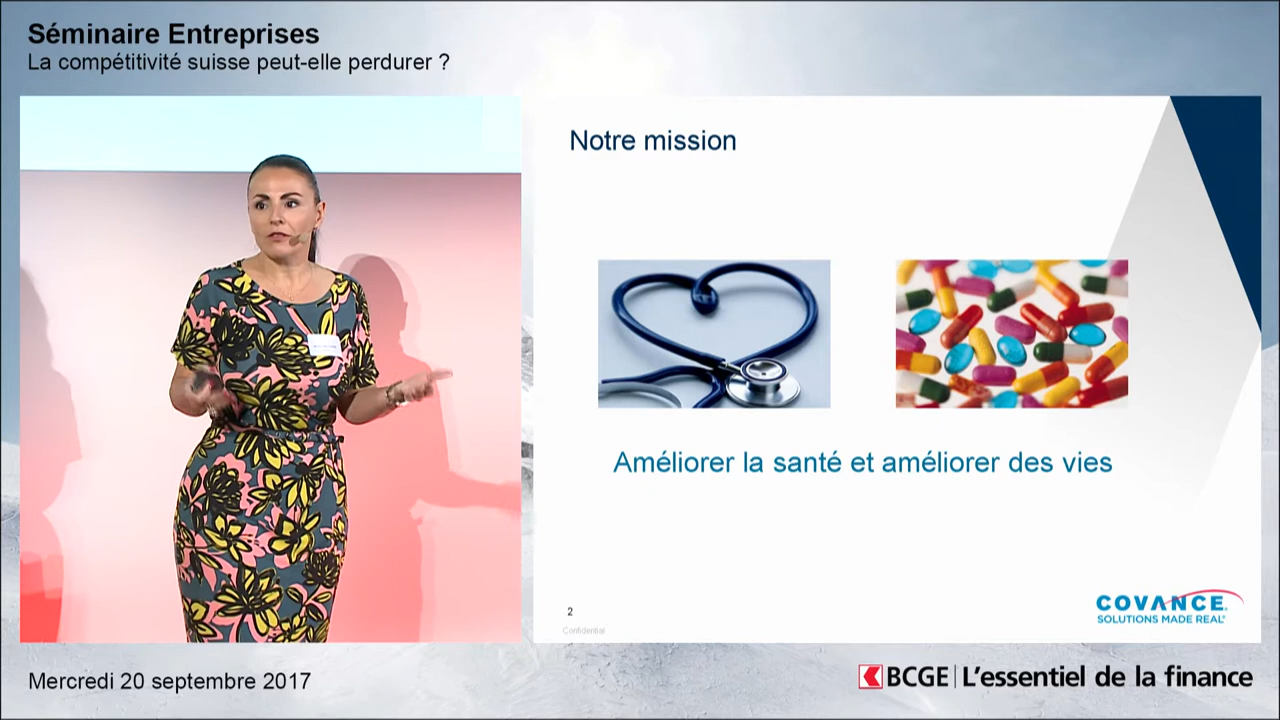 Séminaire Entreprises
La compétitivité suisse peut-elle perdurer ?
Notre mission
Améliorer la santé et améliorer des vies
2
Confidential
COVANCE
SOLUTIONS MADE REAL®
Mercredi 20 septembre 2017
BCGE L'essentiel de la finance